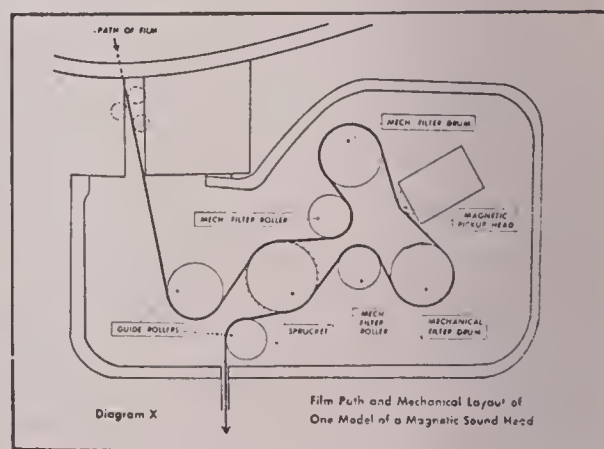 PATH OF FILM
MECH FILTER DRUM
MECH FILTER ROLLER
MAGNETIC
PICKUP HEAD
GUIDE ROLLERS
SPRUCKET
MECH
FILTER
ROLLER
MECHANICAL
FILTER DRUM
Diagram X
Film Path and Mechanical Layout of
One Model of a Magnetic Sound Head